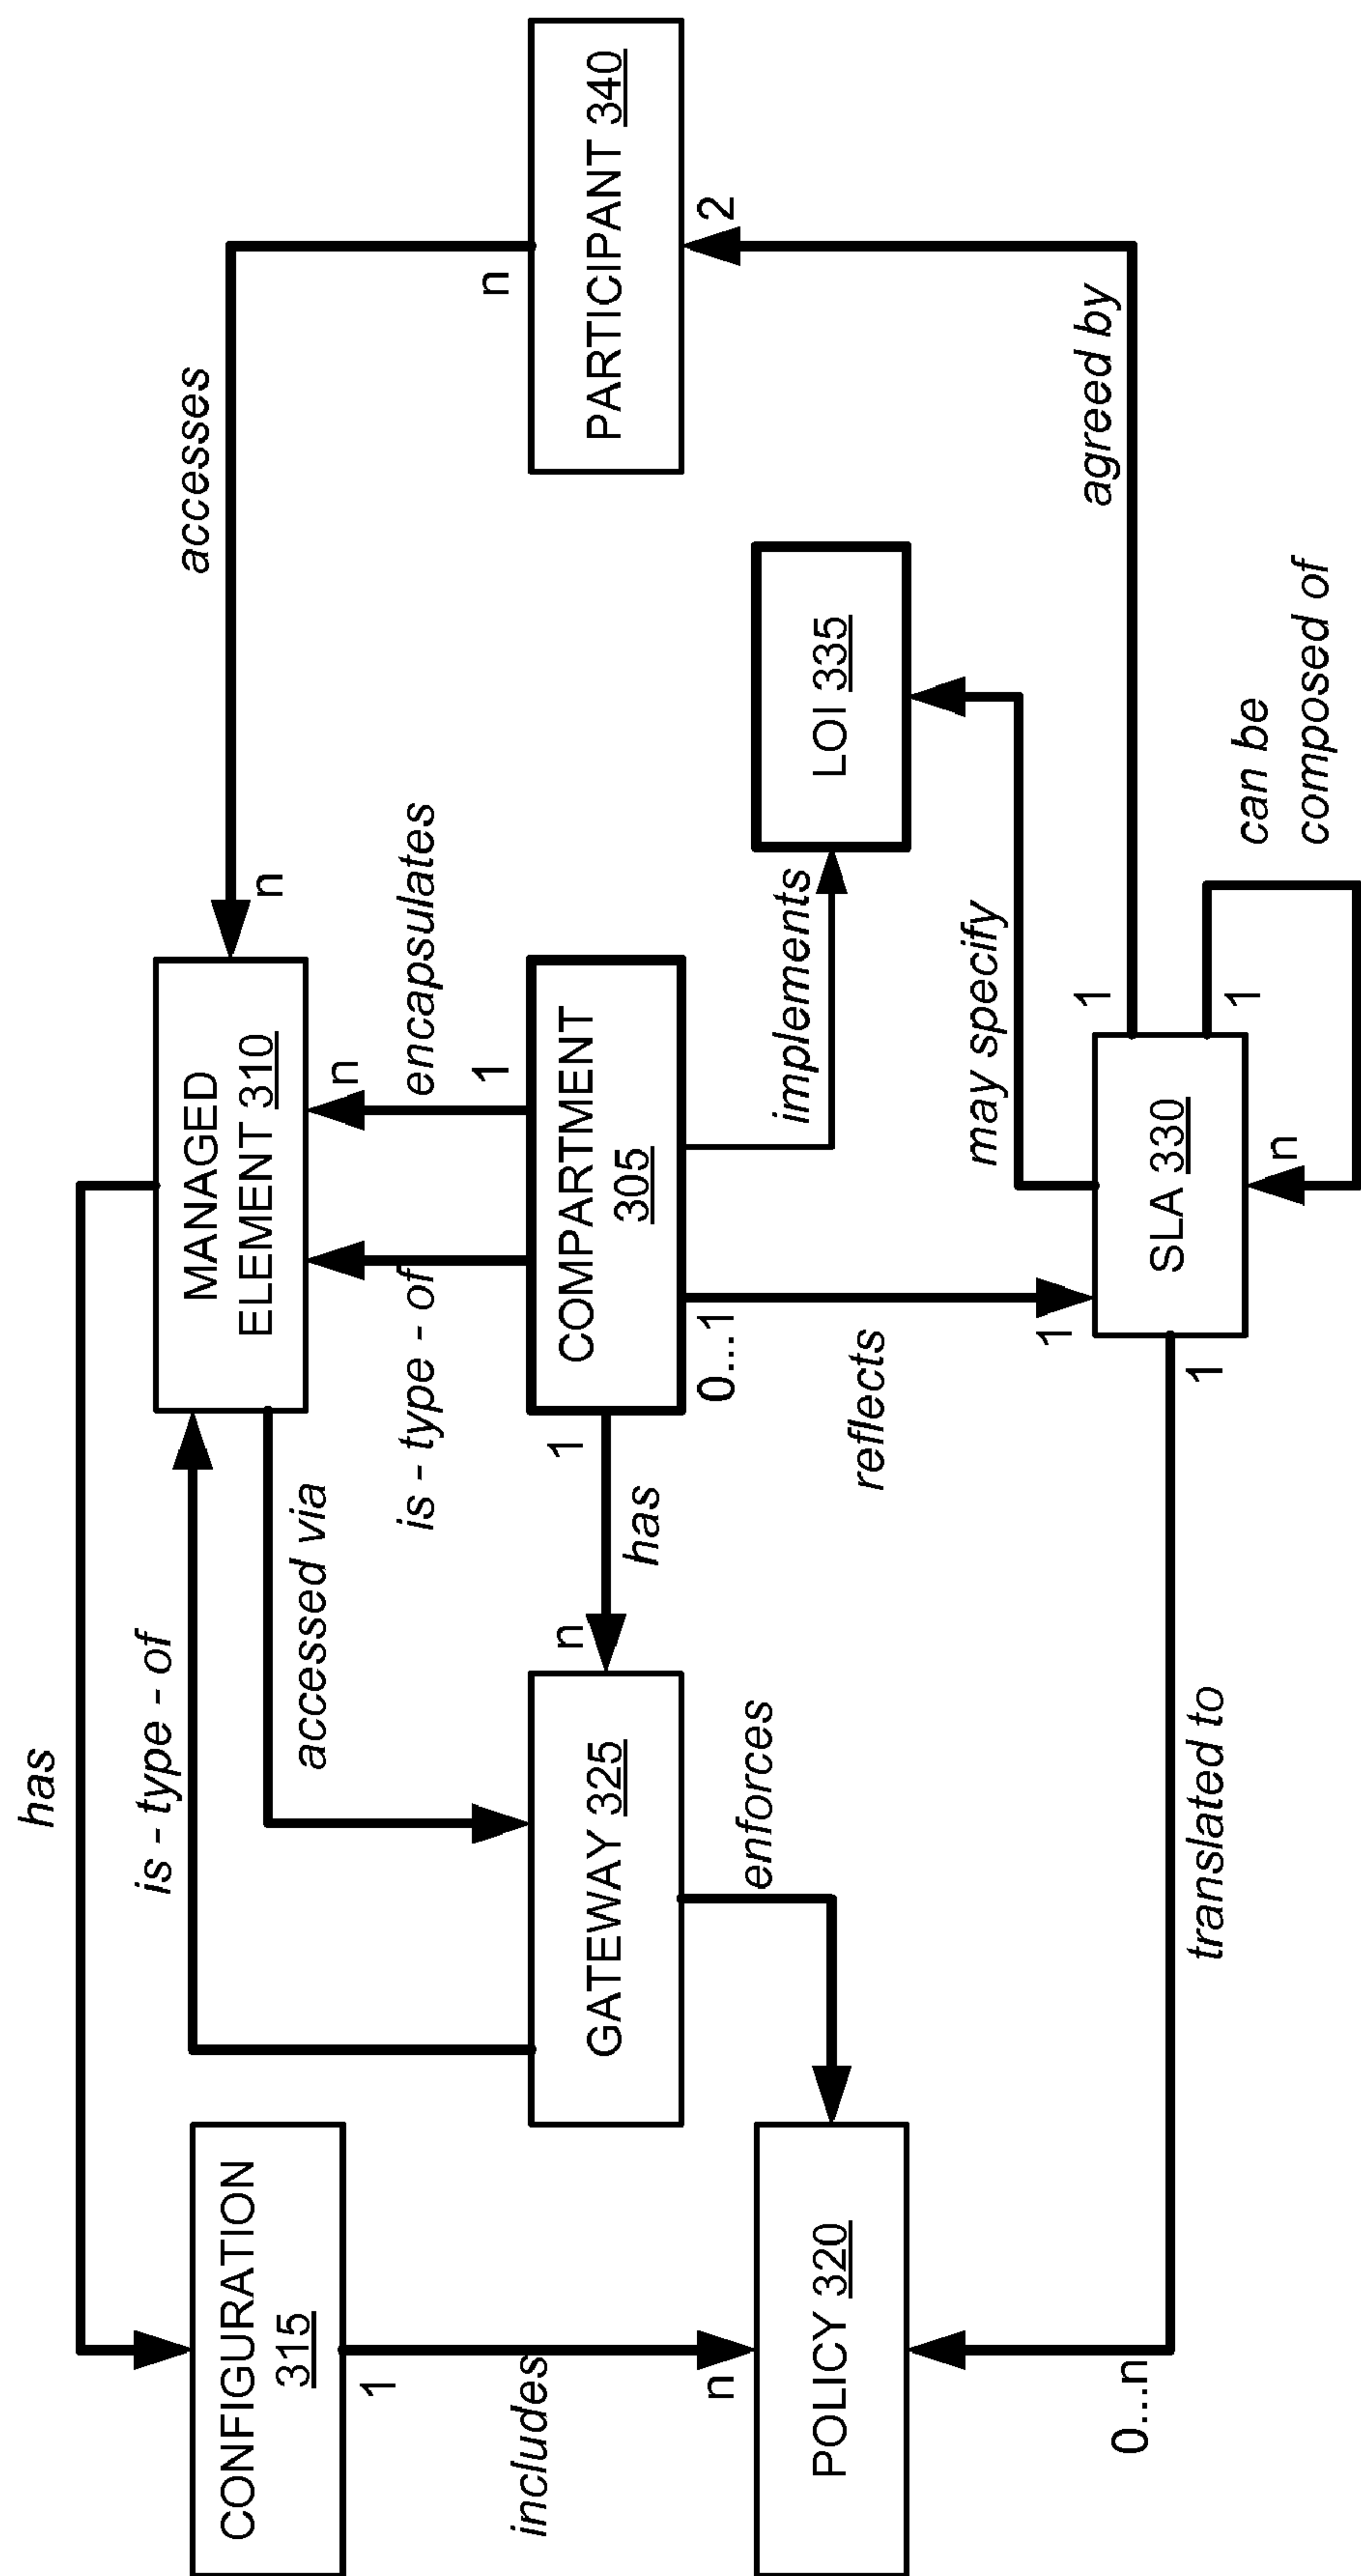 has
is - type - of
accessed via
accesses
CONFIGURATION
315
MANAGED
ELEMENT 310
n
n
encapsulates
is - type - of
1
1
includes
n
GATEWAY 325
n
has
1
COMPARTMENT
305
PARTICIPANT 340
n
2
0...1
enforces
reflects
implements
POLICY 320
LOI 335
may specify
agreed by
0...n
translated to
1
1
SLA 330
1
1
n
can be
composed of